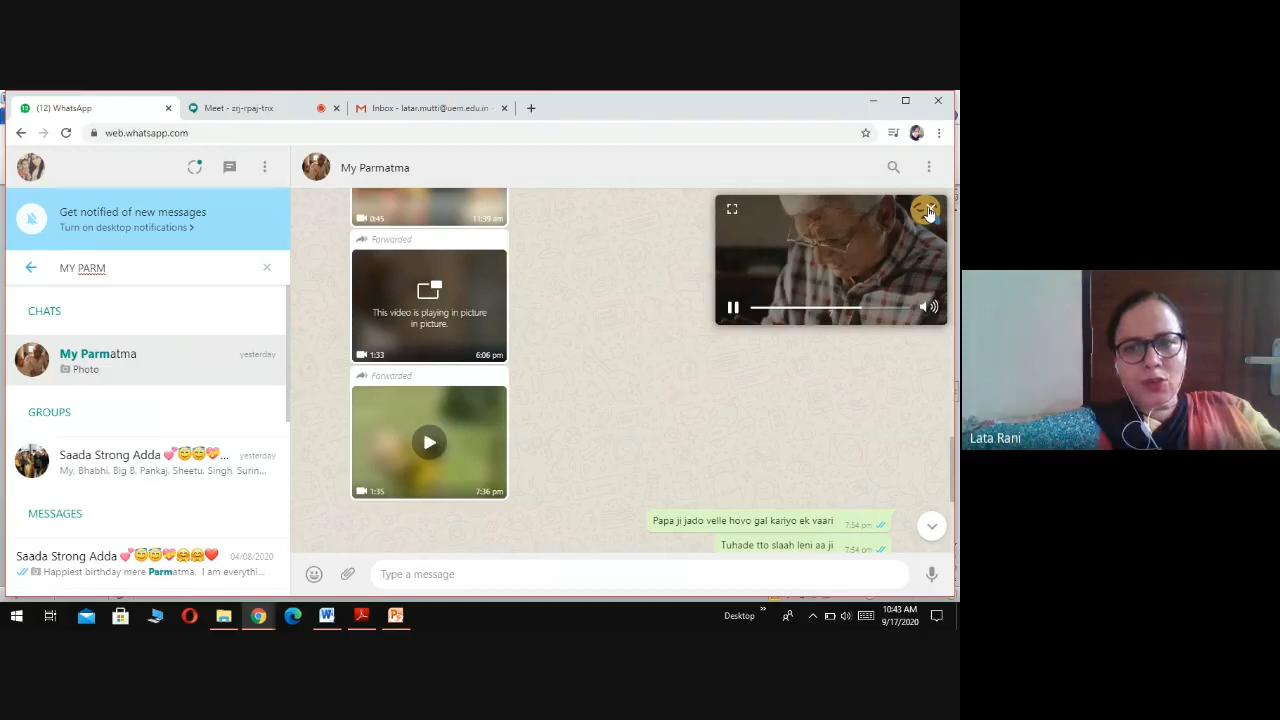 (12) WhatsApp
Meet - zrj-rpaj-tnx
Inbox - latar.mutti@uem.edu.in
web.whatsapp.com
My Parmatma
Get notified of new messages
Turn on desktop notifications >
MY PARM
CHATS
My Parmatma yesterday
Photo
GROUPS
Saada Strong Adda 💕😇😇💝... yesterday
My, Bhabhi, Big B, Pankaj, Sheetu, Singh, Surin...
MESSAGES
Saada Strong Adda 💕😇😇💝🤗🤗❤️ 04/08/2020
Happiest birthday mere Parmatma. I am everythi...
0:45 11:39 am
Forwarded
This video is playing in picture
in picture.
1:33 6:06 pm
Forwarded
1:35 7:36 pm
Papa ji jado velle hovo gal kariyo ek vaari 7:54 pm
Tuhade tto slaah leni aa ji 7:54 pm
Type a message
Lata Rani
Desktop
10:43 AM
9/17/2020